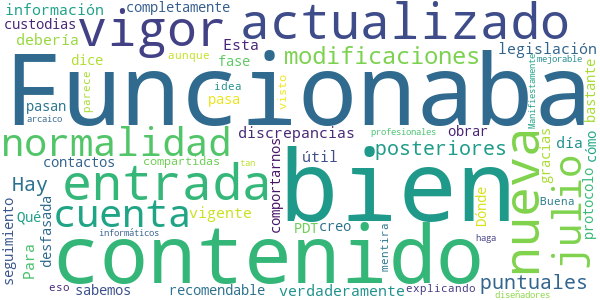 información
completamente
custodias
vigor
actualizado
debería
Esta
legislación
aunque
fase
modificaciones
mejorable
dice
Funcionaba
parece
idea
visto
pasan
pasa
arcaico
Manifiestamente
bastante
discrepancias
profesionales
obrar
normalidad
nueva
julio
gracias
día
como
contactos
compartidas
tan
útil
posteriores
bien
comportarnos
protocolo
Hay
entrada
vigente
Buena
Dónde
seguimiento
Qué
desfasada
cuenta
PDT
creo
mentira
informáticos
contenido
haga
Para
eso
sabemos
recomendable
verdaderamente
explicando
puntuales
diseñadores